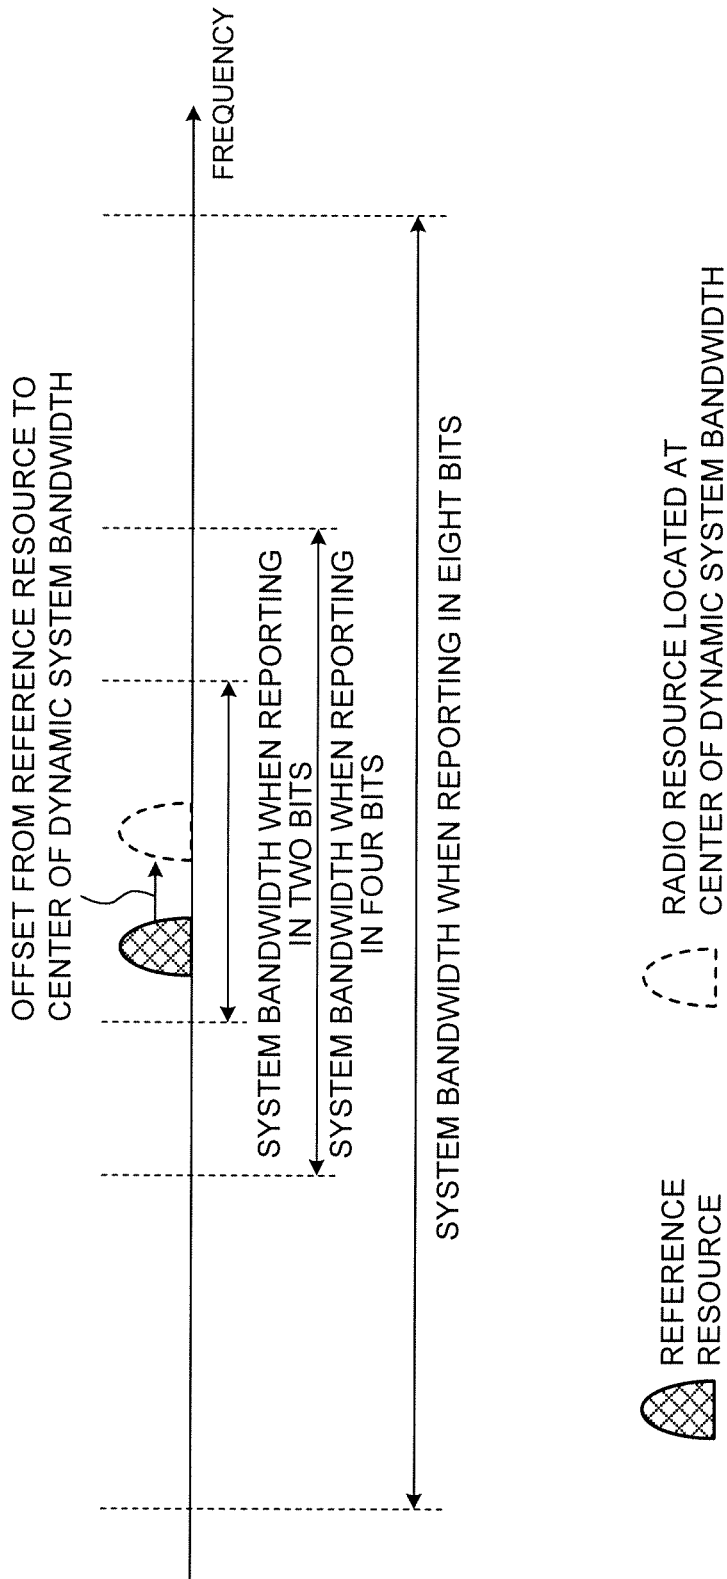 OFFSET FROM REFERENCE RESOURCE TO
CENTER OF DYNAMIC SYSTEM BANDWIDTH
FREQUENCY
SYSTEM BANDWIDTH WHEN REPORTING
IN TWO BITS
SYSTEM BANDWIDTH WHEN REPORTING
IN FOUR BITS
SYSTEM BANDWIDTH WHEN REPORTING IN EIGHT BITS
REFERENCE
RESOURCE
RADIO RESOURCE LOCATED AT
CENTER OF DYNAMIC SYSTEM BANDWIDTH